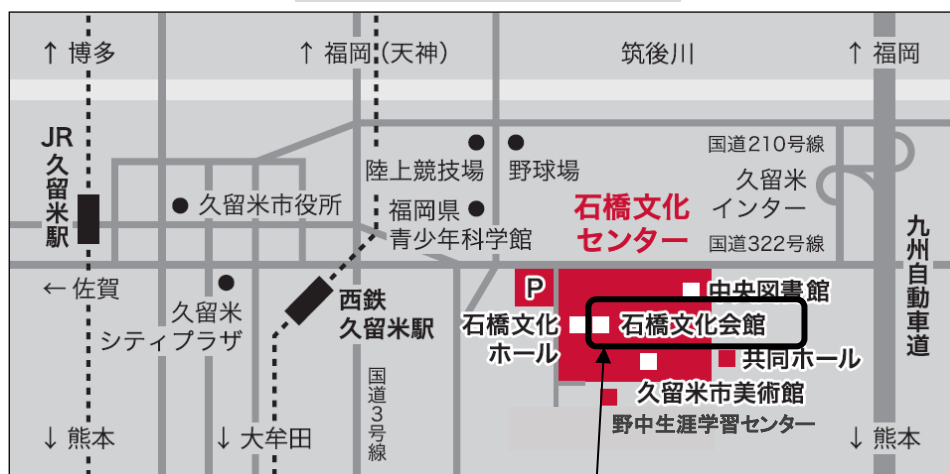 ↑ 博多
↑ 福岡（天神）
筑後川
↑ 福岡
JR
久留米駅
陸上競技場
野球場
国道210号線
久留米
インター
久留米市役所
福岡県
青少年科学館
石橋文化
センター
国道322号線
九州自動車道
← 佐賀
久留米
シティプラザ
西鉄
久留米駅
P
中央図書館
石橋文化
ホール
石橋文化会館
共同ホール
国道3号線
久留米市美術館
野中生涯学習センター
↓ 熊本
↓ 大牟田
↓ 熊本